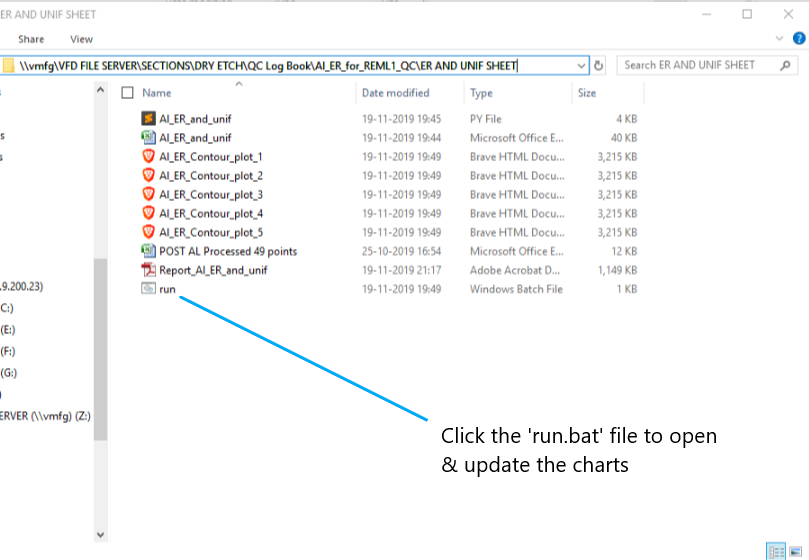 ER AND UNIF SHEET
Share View
\\vmfg\VFD FILE SERVER\SECTIONS\DRY ETCH\QC Log Book\AI_ER_for_REML1_QC\ER AND UNIF SHEET Search ER AND UNIF SHEET
Name Date modified Type Size
AI_ER_and_unif 19-11-2019 19:45 PY File 4 KB
AI_ER_and_unif 19-11-2019 19:44 Microsoft Office E... 40 KB
AI_ER_Contour_plot_1 19-11-2019 19:49 Brave HTML Docu... 3,215 KB
AI_ER_Contour_plot_2 19-11-2019 19:49 Brave HTML Docu... 3,215 KB
AI_ER_Contour_plot_3 19-11-2019 19:49 Brave HTML Docu... 3,215 KB
AI_ER_Contour_plot_4 19-11-2019 19:49 Brave HTML Docu... 3,215 KB
AI_ER_Contour_plot_5 19-11-2019 19:49 Brave HTML Docu... 3,215 KB
POST AL Processed 49 points 25-10-2019 16:54 Microsoft Office E... 12 KB
Report_AI_ER_and_unif 19-11-2019 21:17 Adobe Acrobat D... 1,149 KB
run 19-11-2019 19:49 Windows Batch File 1 KB
.9.200.23)
C:)
(E:)
(F:)
(G:)
)
ERVER (\\vmfg) (Z:)
Click the 'run.bat' file to open
& update the charts